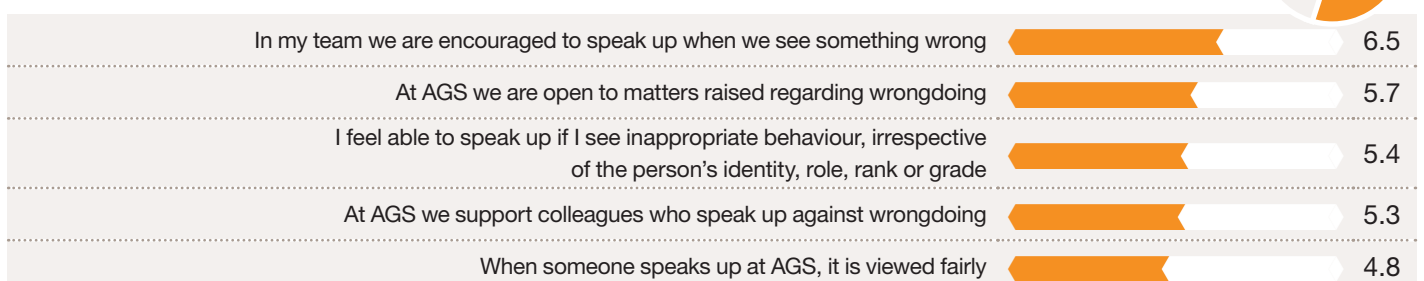 In my team we are encouraged to speak up when we see something wrong 6.5
At AGS we are open to matters raised regarding wrongdoing 5.7
I feel able to speak up if I see inappropriate behaviour, irrespective
of the person’s identity, role, rank or grade 5.4
At AGS we support colleagues who speak up against wrongdoing 5.3
When someone speaks up at AGS, it is viewed fairly 4.8